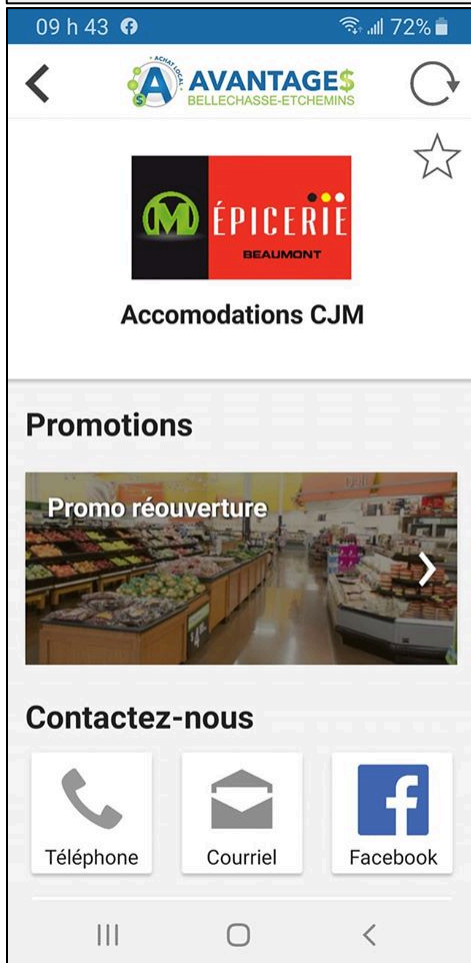 09 h 43
72%
ACHAT LOCAL
AVANTAGE$
BELLECHASSE-ETCHEMINS
M ÉPICERIE
BEAUMONT
Accomodations CJM
Promotions
Promo réouverture
Contactez-nous
Téléphone
Courriel
Facebook